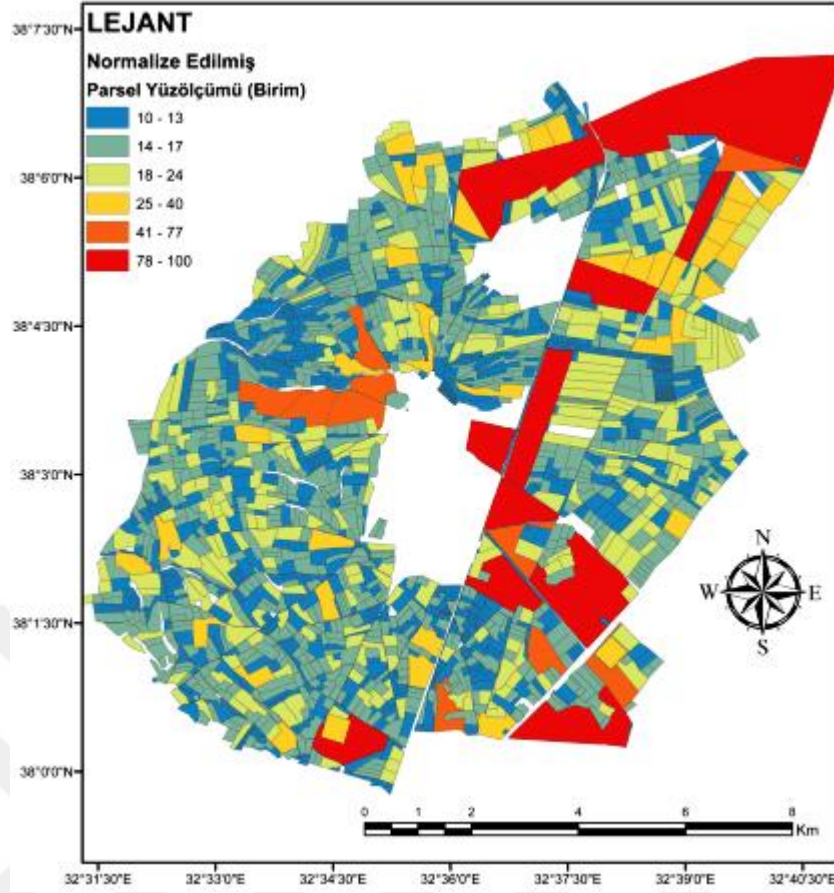 LEJANT
Normalize Edilmiş
Parsel Yüzölçümü (Birim)
10 - 13
14 - 17
18 - 24
25 - 40
41 - 77
78 - 100
38°7'30"N
38°6'0"N
38°4'30"N
38°3'0"N
38°1'30"N
38°0'0"N
N
W E
S
0 1 2 4 6 8
Km
32°31'30"E 32°33'0"E 32°34'30"E 32°36'0"E 32°37'30"E 32°39'0"E 32°40'30"E